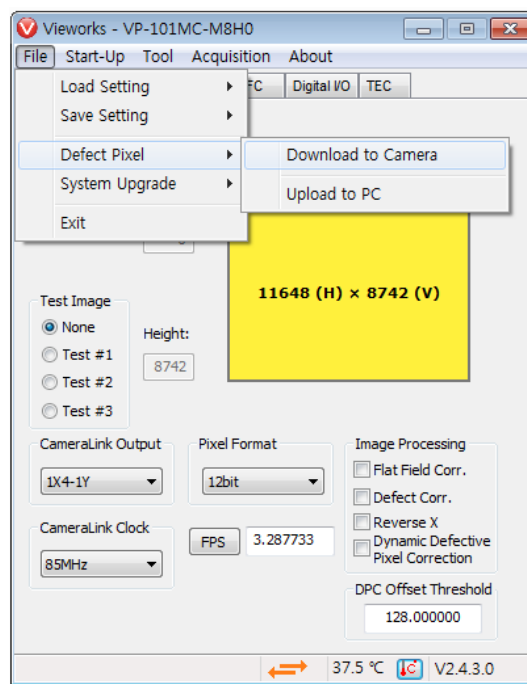 Vieworks - VP-101MC-M8H0
File Start-Up Tool Acquisition About
FC Digital I/O TEC
Load Setting
Save Setting
Defect Pixel
System Upgrade
Exit
Download to Camera
Upload to PC
11648 (H) × 8742 (V)
Test Image
None
Test #1
Test #2
Test #3
Height:
8742
CameraLink Output
1X4-1Y
Pixel Format
12bit
Image Processing
Flat Field Corr.
Defect Corr.
Reverse X
Dynamic Defective
Pixel Correction
CameraLink Clock
85MHz
FPS 3.287733
DPC Offset Threshold
128.000000
37.5 ℃ V2.4.3.0